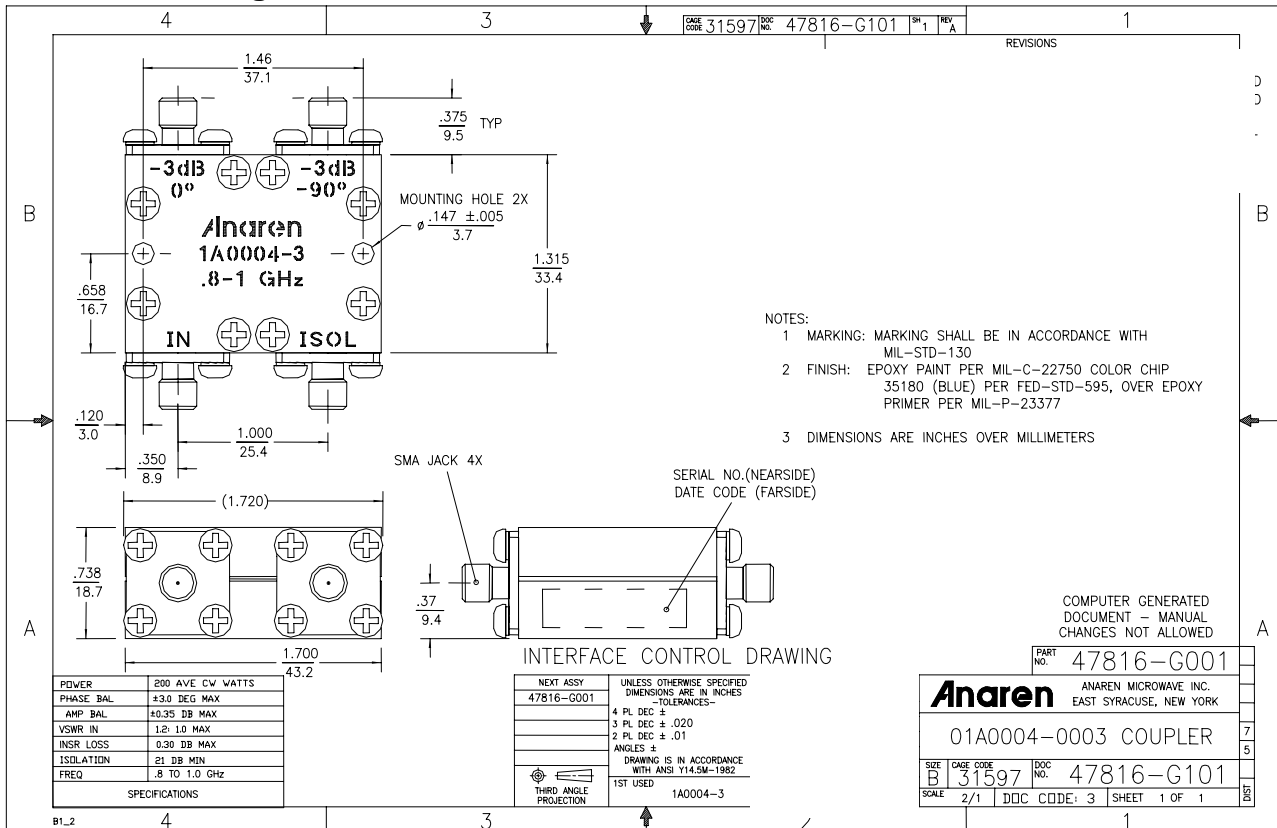 4
3
1
CAGE CODE 31597 DOC NO. 47816-G101 SH 1 REV A
REVISIONS
1.46
37.1
.375
9.5
TYP
-3dB
0°
-3dB
-90°
B
B
MOUNTING HOLE 2X
ø .147 ±.005
3.7
Anaren
1A0004-3
.8-1 GHz
1.315
33.4
.658
16.7
IN
ISOL
NOTES:
1 MARKING: MARKING SHALL BE IN ACCORDANCE WITH
MIL-STD-130
2 FINISH: EPOXY PAINT PER MIL-C-22750 COLOR CHIP
35180 (BLUE) PER FED-STD-595, OVER EPOXY
PRIMER PER MIL-P-23377
3 DIMENSIONS ARE INCHES OVER MILLIMETERS
.120
3.0
1.000
25.4
.350
8.9
SMA JACK 4X
SERIAL NO.(NEARSIDE)
DATE CODE (FARSIDE)
(1.720)
.738
18.7
.37
9.4
A
A
COMPUTER GENERATED
DOCUMENT - MANUAL
CHANGES NOT ALLOWED
1.700
43.2
INTERFACE CONTROL DRAWING
POWER 200 AVE CW WATTS
PHASE BAL ±3.0 DEG MAX
AMP BAL ±0.35 DB MAX
VSWR IN 1.2: 1.0 MAX
INSR LOSS 0.30 DB MAX
ISOLATION 21 DB MIN
FREQ .8 TO 1.0 GHz
SPECIFICATIONS
NEXT ASSY
47816-G001
THIRD ANGLE
PROJECTION
UNLESS OTHERWISE SPECIFIED
DIMENSIONS ARE IN INCHES
-TOLERANCES-
4 PL DEC ±
3 PL DEC ± .020
2 PL DEC ± .01
ANGLES ±
DRAWING IS IN ACCORDANCE
WITH ANSI Y14.5M-1982
1ST USED
1A0004-3
PART NO. 47816-G001
Anaren
ANAREN MICROWAVE INC.
EAST SYRACUSE, NEW YORK
01A0004-0003 COUPLER
7
5
SIZE B CAGE CODE 31597 DOC NO. 47816-G101
SCALE 2/1 DOC CODE: 3 SHEET 1 OF 1
DIST
B1_2
4
3
1